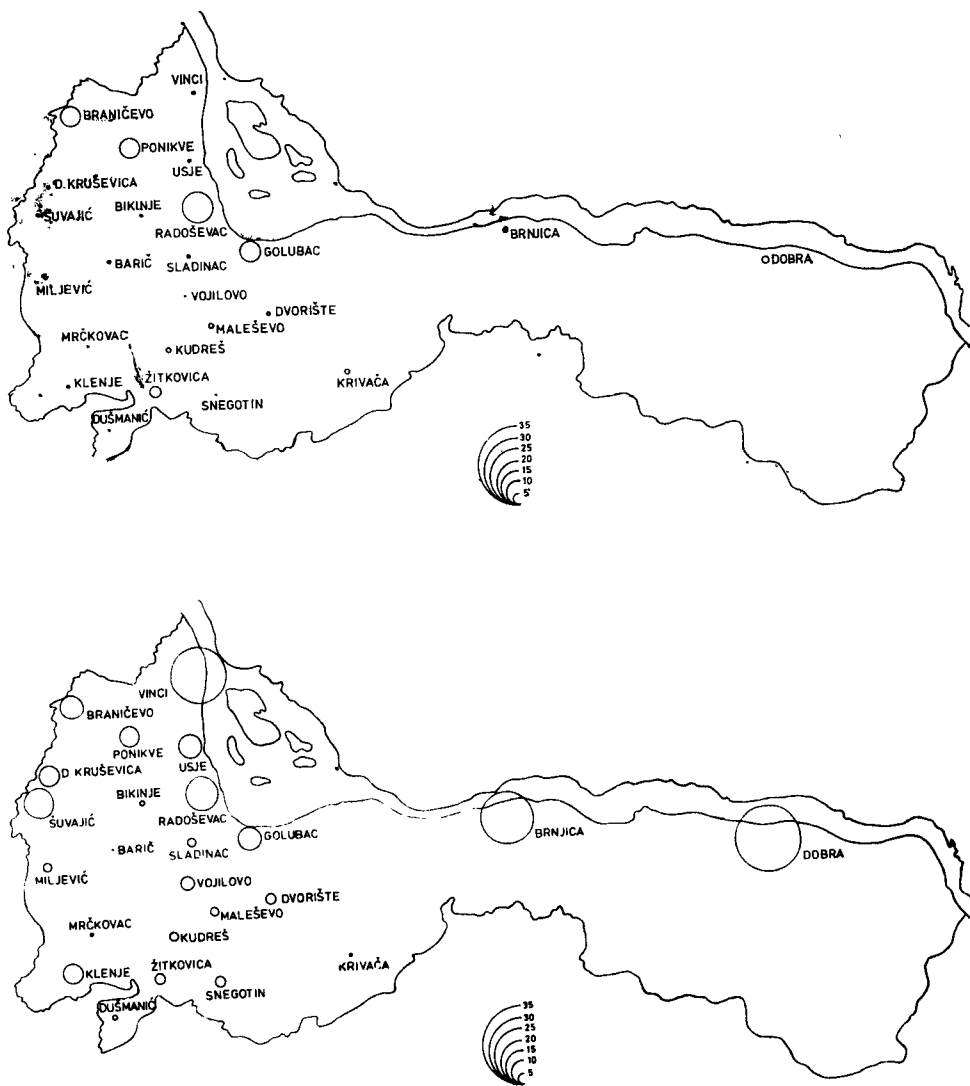 VINCI
BRANIČEVO
PONIKVE
USJE
D.KRUŠEVICA
ŠUVAJIĆ
BIKINJE
RADOŠEVAC
BRNJICA
GOLUBAC
DOBRA
BARIČ
SLADINAC
MILJEVIĆ
VOJILOVO
DVORIŠTE
MALEŠEVO
MRČKOVAC
KUDREŠ
ŽITKOVICA
KLENJE
KRIVAČA
SNEGOTIN
DUŠMANIĆ
35
30
25
20
15
10
5
VINCI
BRANIČEVO
PONIKVE
USJE
D KRUŠEVICA
BIKINJE
ŠUVAJIĆ
RADOŠEVAC
GOLUBAC
BRNJICA
BARIČ
SLADINAC
DOBRA
MILJEVIĆ
VOJILOVO
DVORIŠTE
MALEŠEVO
MRČKOVAC
KUDREŠ
ŽITKOVICA
KRIVAČA
KLENJE
SNEGOTIN
DUŠMANIĆ
35
30
25
20
15
10
5